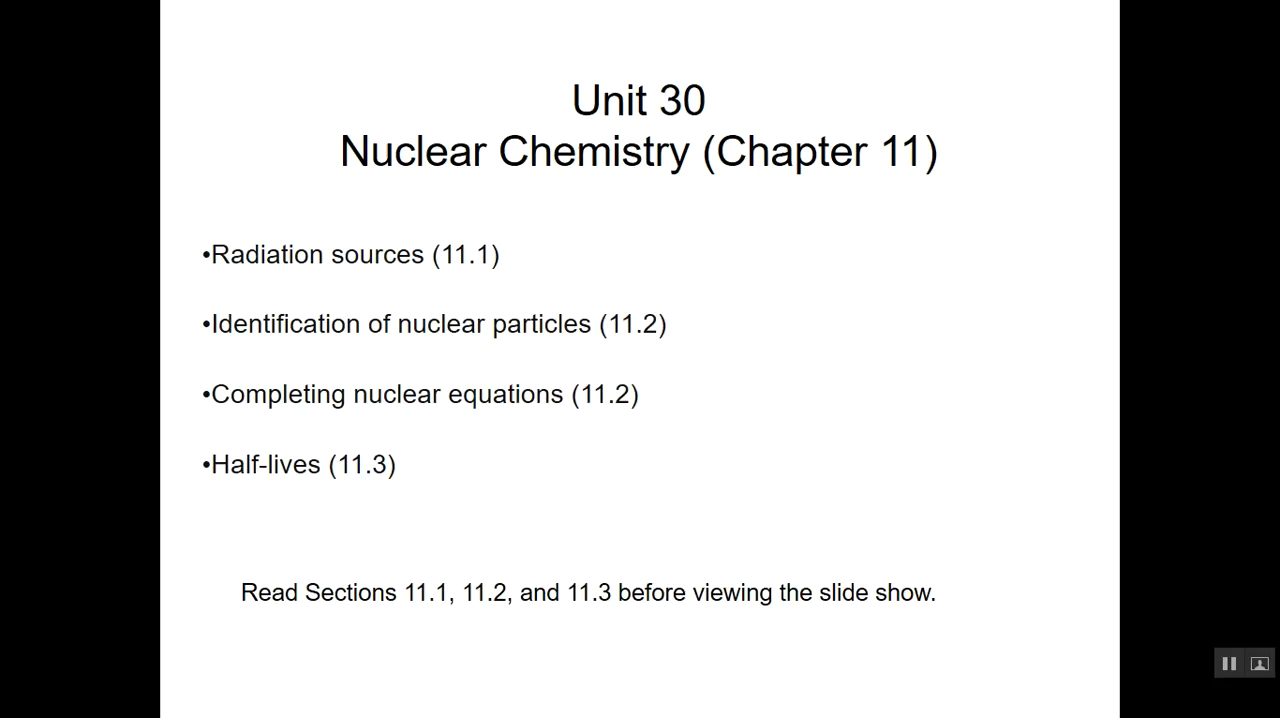 Unit 30
Nuclear Chemistry (Chapter 11)
•Radiation sources (11.1)
•Identification of nuclear particles (11.2)
•Completing nuclear equations (11.2)
•Half-lives (11.3)
Read Sections 11.1, 11.2, and 11.3 before viewing the slide show.